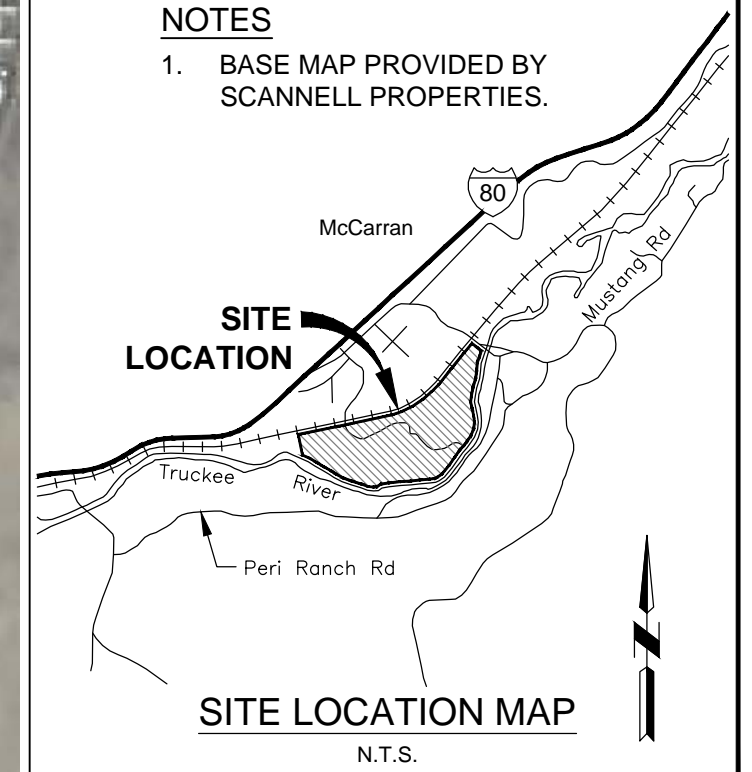 NOTES
1. BASE MAP PROVIDED BY
SCANNELL PROPERTIES.
80
McCarran
Mustang Rd
SITE
LOCATION
Truckee River
Peri Ranch Rd
N
SITE LOCATION MAP
N.T.S.